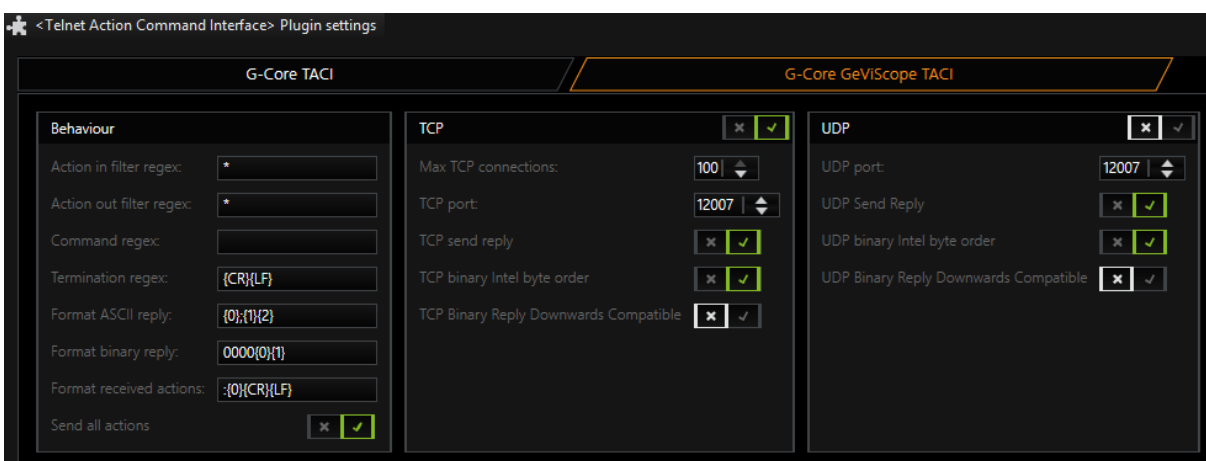 <Telnet Action Command Interface> Plugin settings
G-Core TACI
G-Core GeViScope TACI
Behaviour
Action in filter regex: *
Action out filter regex: *
Command regex:
Termination regex: {CR}{LF}
Format ASCII reply: {0};{1}{2}
Format binary reply: 0000{0}{1}
Format received actions: :{0}{CR}{LF}
Send all actions
TCP
Max TCP connections: 100
TCP port: 12007
TCP send reply
TCP binary Intel byte order
TCP Binary Reply Downwards Compatible
UDP
UDP port: 12007
UDP Send Reply
UDP binary Intel byte order
UDP Binary Reply Downwards Compatible